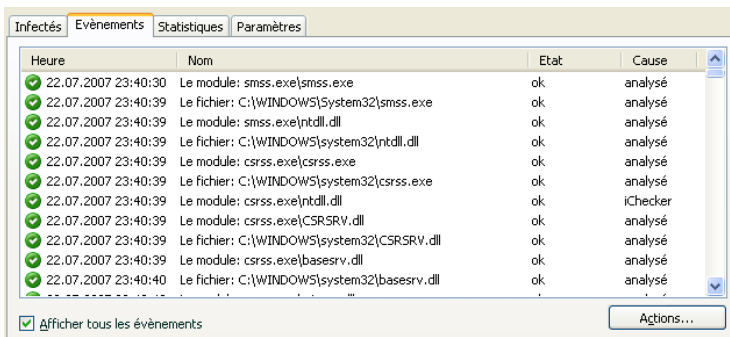 Infectés Evènements Statistiques Paramètres
Heure Nom Etat Cause
22.07.2007 23:40:30 Le module: smss.exe\smss.exe ok analysé
22.07.2007 23:40:39 Le fichier: C:\WINDOWS\System32\smss.exe ok analysé
22.07.2007 23:40:39 Le module: smss.exe\ntdll.dll ok analysé
22.07.2007 23:40:39 Le fichier: C:\WINDOWS\system32\ntdll.dll ok analysé
22.07.2007 23:40:39 Le module: csrss.exe\csrss.exe ok analysé
22.07.2007 23:40:39 Le fichier: C:\WINDOWS\system32\csrss.exe ok analysé
22.07.2007 23:40:39 Le module: csrss.exe\ntdll.dll ok iChecker
22.07.2007 23:40:39 Le module: csrss.exe\CSRSRV.dll ok analysé
22.07.2007 23:40:39 Le fichier: C:\WINDOWS\system32\CSRSRV.dll ok analysé
22.07.2007 23:40:39 Le module: csrss.exe\basesrv.dll ok analysé
22.07.2007 23:40:40 Le fichier: C:\WINDOWS\system32\basesrv.dll ok analysé
Afficher tous les évènements
Actions...